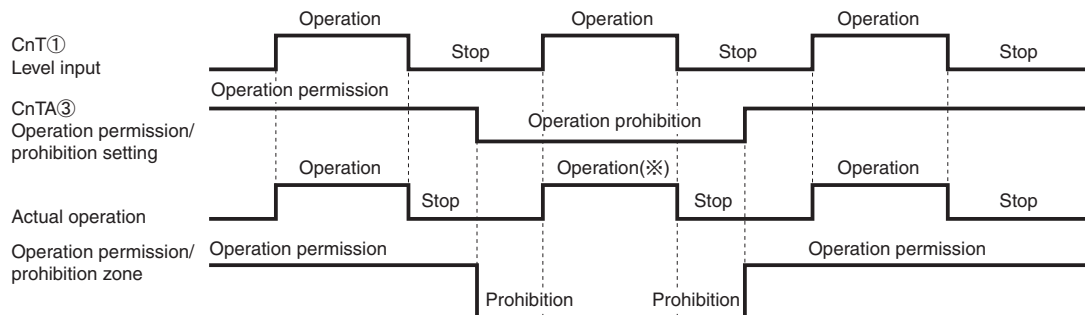 Operation Operation Operation
CnT①
Level input
Stop Stop Stop
Operation permission
CnTA③
Operation permission/
prohibition setting
Operation prohibition
Operation Operation(※) Operation
Actual operation
Stop Stop Stop
Operation permission/
prohibition zone
Operation permission Operation permission
Prohibition Prohibition